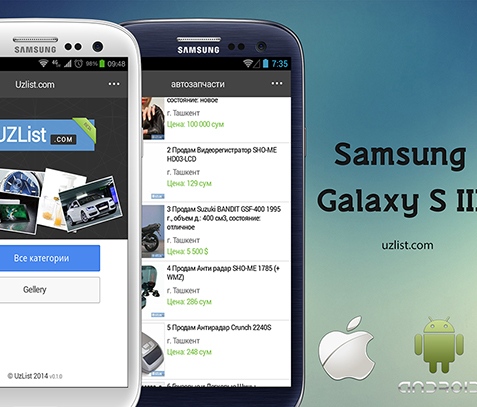 SAMSUNG
98% 09:48
Uzlist.com
UZList
.COM
Все категории
Gellery
© UzList 2014 v0.1.0
SAMSUNG
7:35
автозапчасти
состояние: новое
г. Ташкент
Цена: 100 000 сум
2 Продам Видеорегистратор SHO-ME
HD03-LCD
г. Ташкент
Цена: 129 сум
3 Продам Suzuki BANDIT GSF-400 1995
г., объем д.: 400 см3, состояние:
отличное
г. Ташкент
Цена: 5 500 $
4 Продам Анти радар SHO-ME 1785 (+
WMZ)
г. Ташкент
Цена: 286 сум
5 Продам Антирадар Crunch 2240S
г. Ташкент
Цена: 248 сум
Samsung
Galaxy S III
uzlist.com
ANDROID